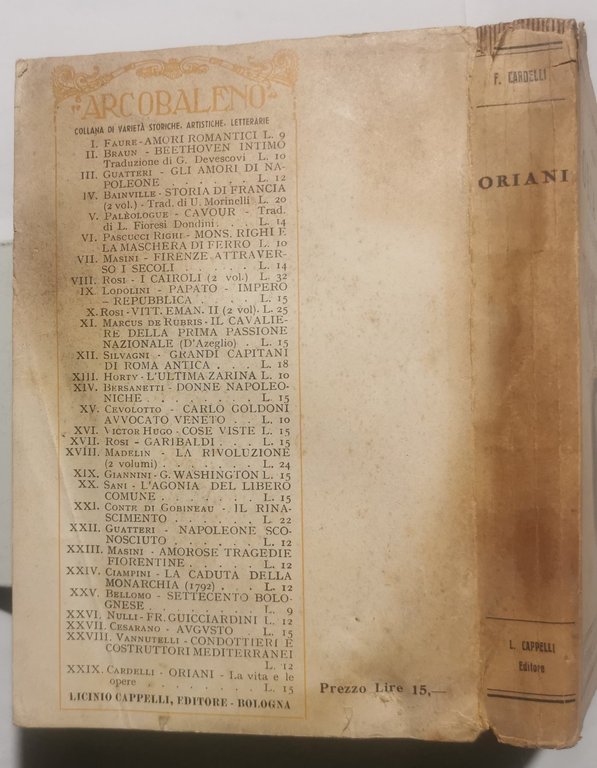 ARCOBALENO
COLLANA DI VARIETÀ STORICHE, ARTISTICHE, LETTERARIE
I. FAURE - AMORI ROMANTICI L. 9
II. BRAUN - BEETHOVEN INTIMO
Traduzione di G. Devescovi L. 10
III. GUATTERI - GLI AMORI DI NA-
POLEONE . . . . . . L. 12
IV. BAINVILLE - STORIA DI FRANCIA
(2 vol.) - Trad. di U. Morinelli L. 20
V. PALÉOLOGUE - CAVOUR - Trad.
di L. Fioresi Dondini. . . L. 14
VI. PASCUCCI RIGHI - MONS. RIGHI E
LA MASCHERA DI FERRO L. 10
VII. MASINI - FIRENZE ATTRAVER-
SO I SECOLI . . . . L. 14
VIII. ROSI - I CAIROLI (2 vol.) L. 32
IX. LODOLINI - PAPATO - IMPERO
- REPUBBLICA . . . . L. 15
X. ROSI - VITT. EMAN. II (2 vol). L. 25
XI. MARCUS DE RUBRIS - IL CAVALIE-
RE DELLA PRIMA PASSIONE
NAZIONALE (D'Azeglio) . L. 15
XII. SILVAGNI - GRANDI CAPITANI
DI ROMA ANTICA . . . L. 18
XIII. HORTY - L'ULTIMA ZARINA L. 10
XIV. BERSANETTI - DONNE NAPOLEO-
NICHE . . . . . . . L. 15
XV. CEVOLOTTO - CARLO GOLDONI
AVVOCATO VENETO . . L. 10
XVI. VICTOR HUGO - COSE VISTE L. 15
XVII. ROSI - GARIBALDI . . . L. 15
XVIII. MADELIN - LA RIVOLUZIONE
(2 volumi) . . . . . . L. 24
XIX. GIANNINI - G. WASHINGTON L. 15
XX. SANI - L'AGONIA DEL LIBERO
COMUNE . . . . . . L. 15
XXI. CONTE DI GOBINEAU - IL RINA-
SCIMENTO . . . . . L. 22
XXII. GUATTERI - NAPOLEONE SCO-
NOSCIUTO . . . . . . L. 12
XXIII. MASINI - AMOROSE TRAGEDIE
FIORENTINE . . . . . L. 12
XXIV. CIAMPINI - LA CADUTA DELLA
MONARCHIA (1792) . . . L. 12
XXV. BELLOMO - SETTECENTO BOLO-
GNESE . . . . . . . L. 9
XXVI. NULLI - FR. GUICCIARDINI L. 12
XXVII. CESARANO - AVGVSTO L. 15
XXVIII. VANNUTELLI - CONDOTTIERI E
COSTRUTTORI MEDITERRANEI
L. 12
XXIX. CARDELLI - ORIANI - La vita e le
opere . . . . . . . L. 15
LICINIO CAPPELLI, EDITORE - BOLOGNA
Prezzo Lire 15,—
F. CARDELLI
ORIANI
L. CAPPELLI
Editore